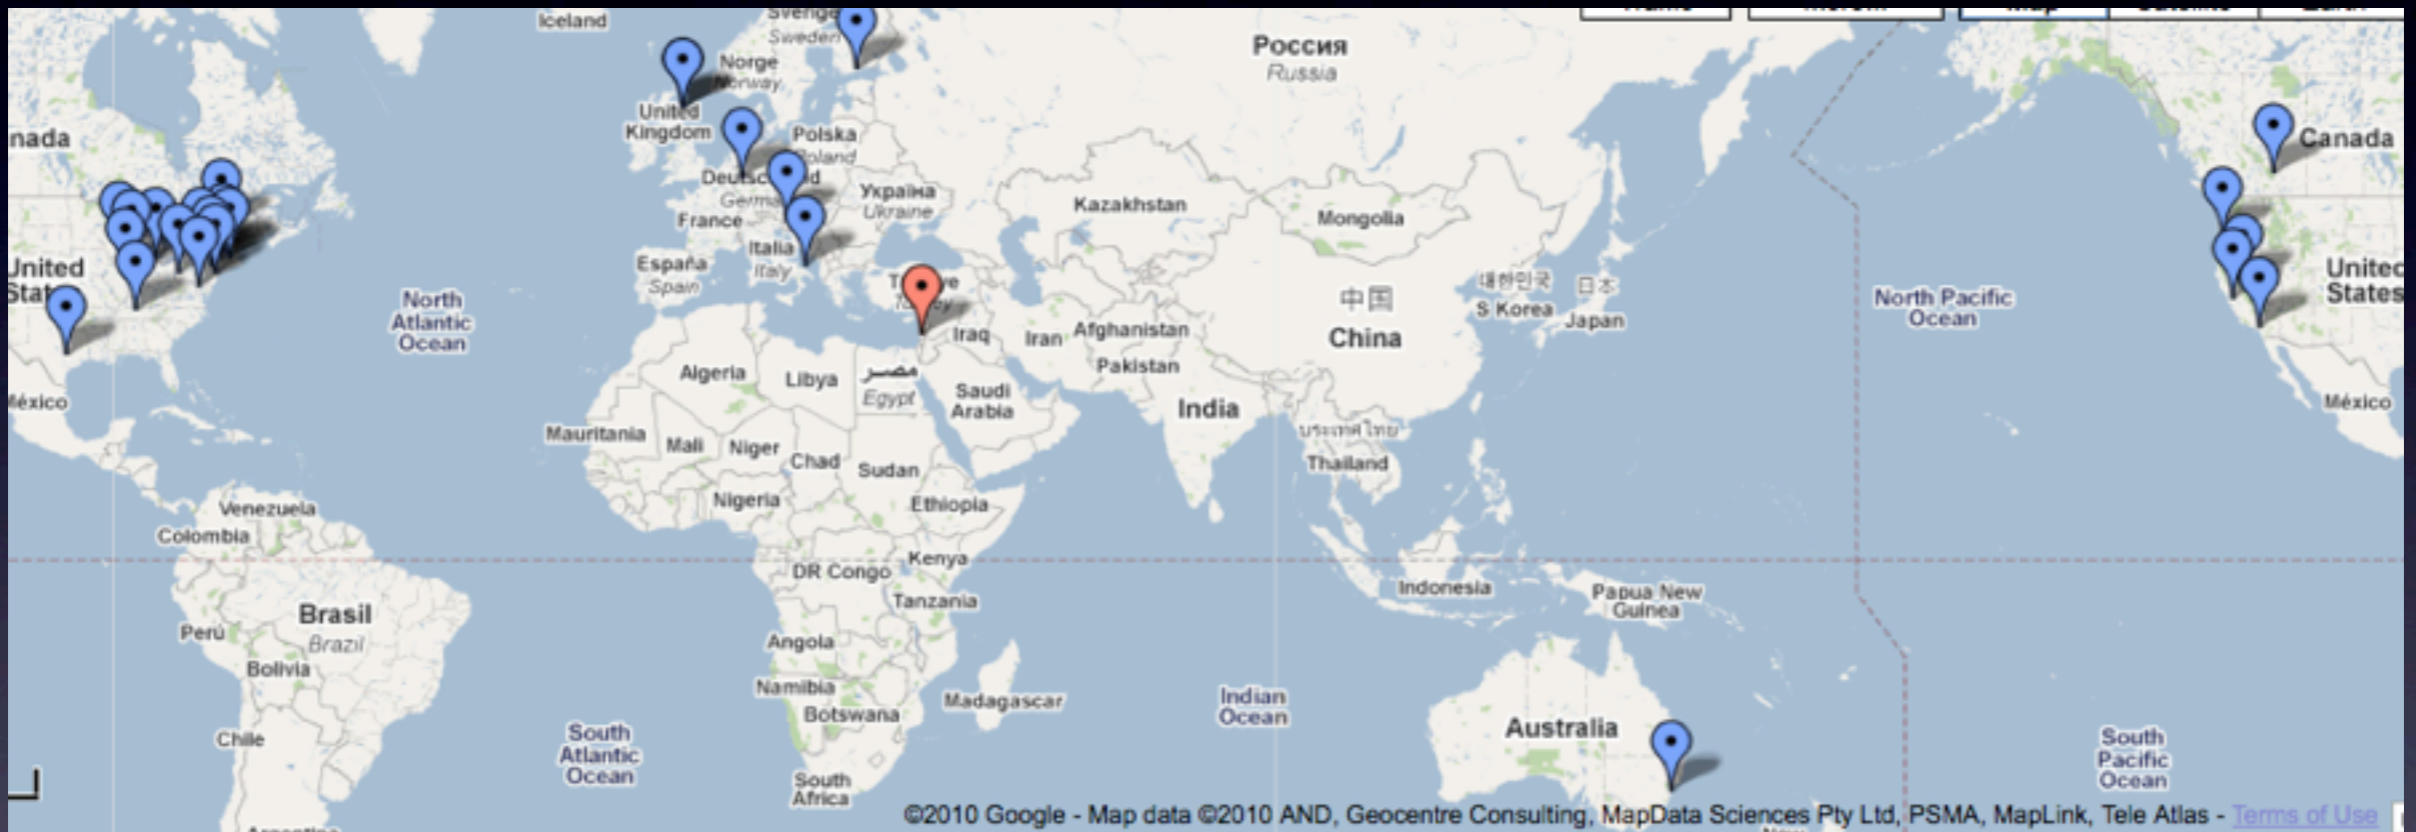 Iceland
Sverige
Sweden
Norge
Norway
Россия
Russia
United
Kingdom
Polska
Poland
nada
Canada
Deutschland
Germany
France
Україна
Ukraine
Kazakhstan
Mongolia
United
States
Italia
Italy
España
Spain
Türkiye
Turkey
Iraq
Iran
Afghanistan
Pakistan
中国
China
대한민국
S Korea
日本
Japan
North
Atlantic
Ocean
North Pacific
Ocean
United
States
México
México
Algeria
Libya
مصر
Egypt
Saudi
Arabia
India
Mauritania
Mali
Niger
Chad
Sudan
ประเทศไทย
Thailand
Nigeria
Ethiopia
Venezuela
Colombia
Kenya
DR Congo
Tanzania
Indonesia
Papua New
Guinea
Brasil
Brazil
Perú
Bolivia
Angola
Namibia
Botswana
Madagascar
Indian
Ocean
Australia
Chile
South
Atlantic
Ocean
South
Africa
South
Pacific
Ocean
©2010 Google - Map data ©2010 AND, Geocentre Consulting, MapData Sciences Pty Ltd, PSMA, MapLink, Tele Atlas - Terms of Use